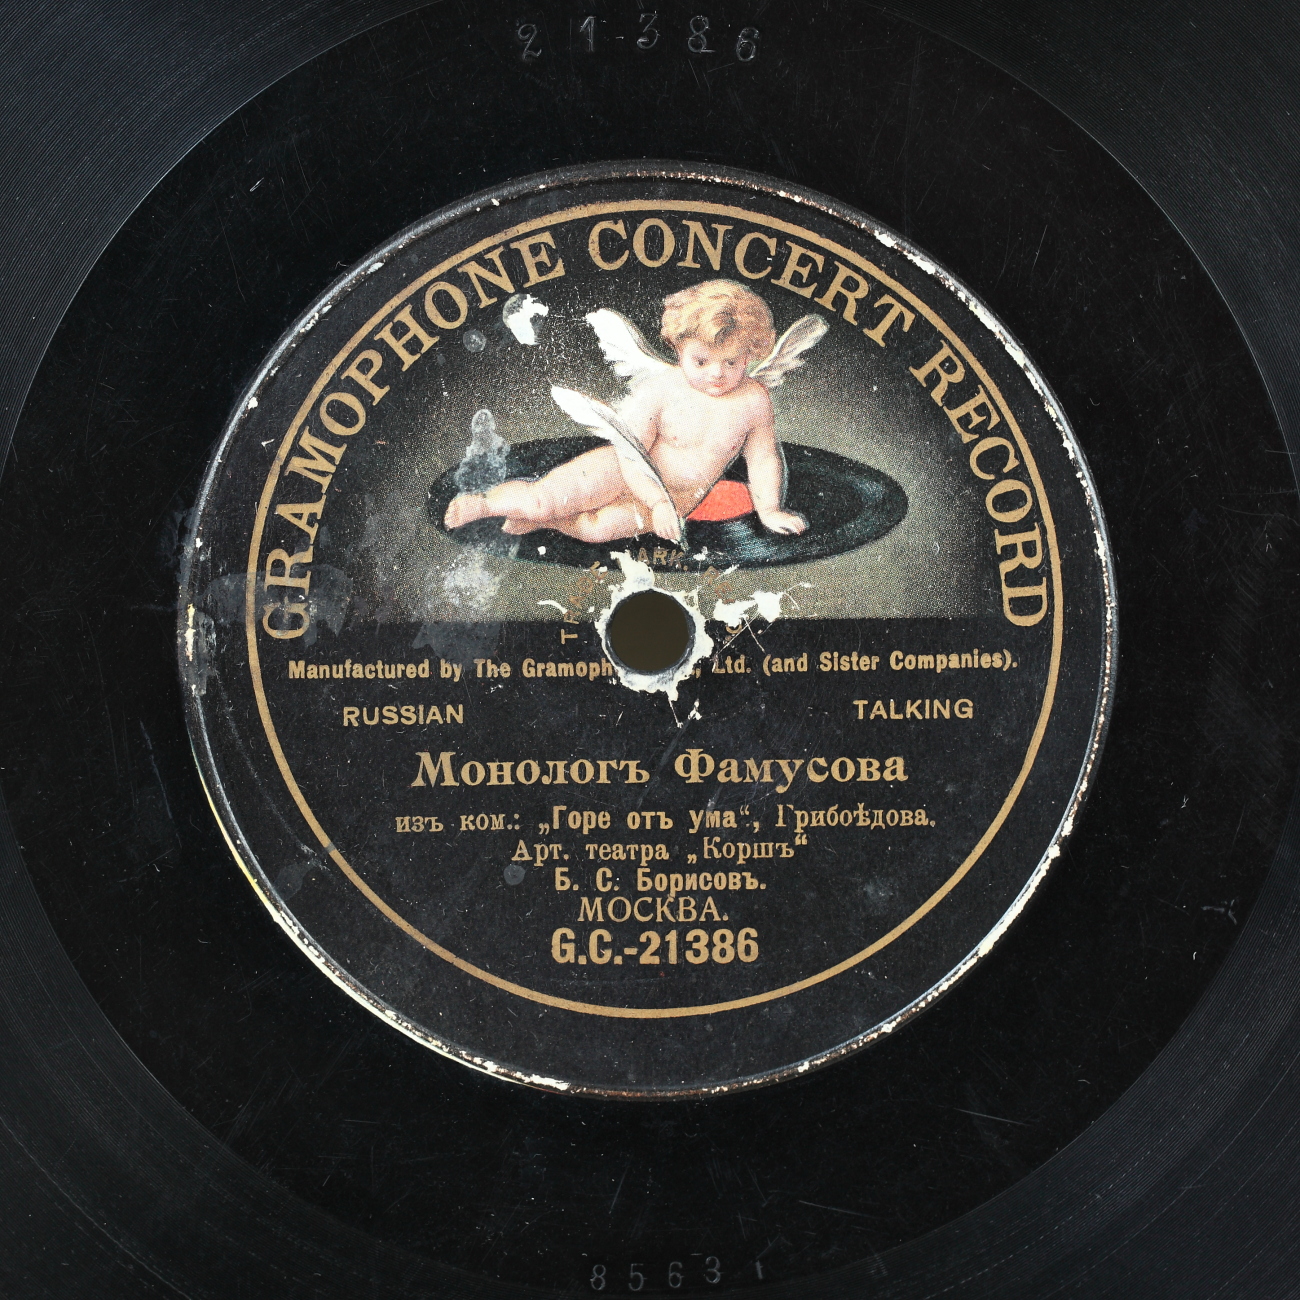 21386
GRAMOPHONE CONCERT RECORD
Manufactured by The Ltd. (and Sister Companies).
RUSSIAN TALKING
Монологъ Фамусова
изъ ком.: „Горе отъ ума“, Грибоѣдова.
Арт. театра „Коршъ“
Б. С. Борисовъ.
МОСКВА.
G.C.-21386
8563